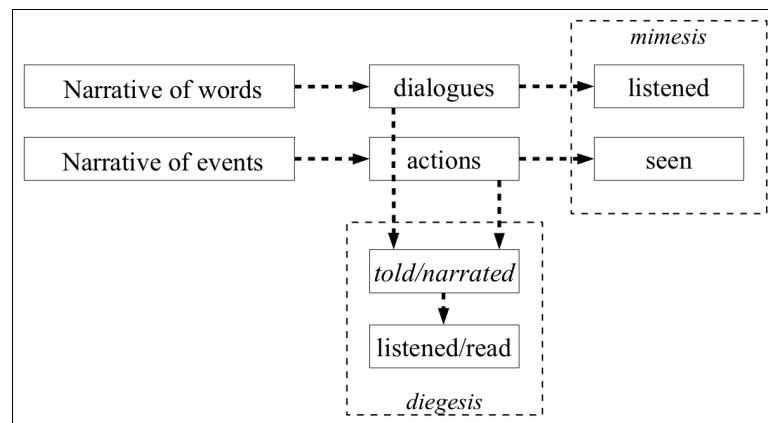 mimesis
Narrative of words
dialogues
listened
Narrative of events
actions
seen
told/narrated
listened/read
diegesis